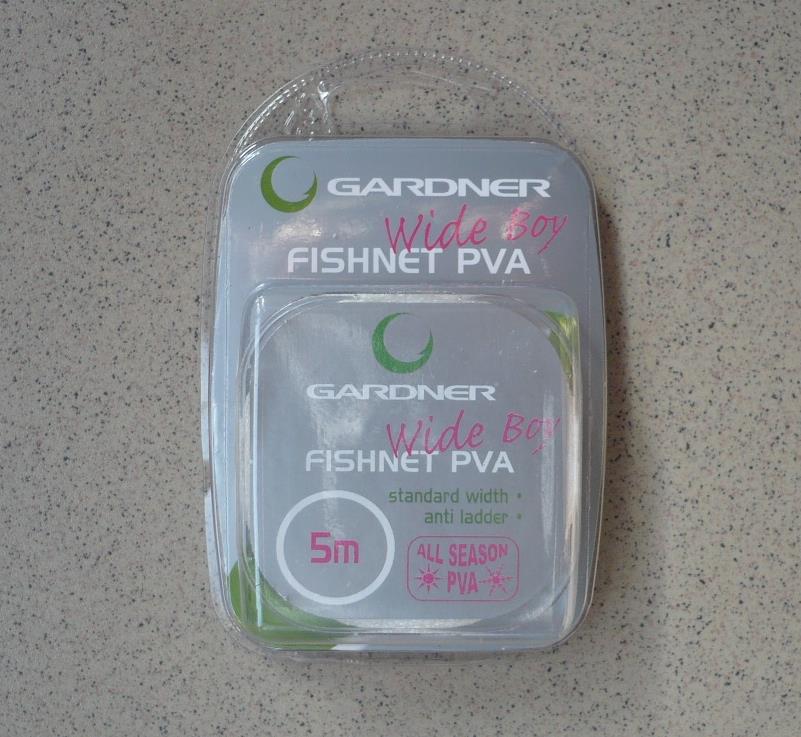 GARDNER
Wide Boy
FISHNET PVA
GARDNER
Wide Boy
FISHNET PVA
standard width •
anti ladder •
5m
ALL SEASON
PVA